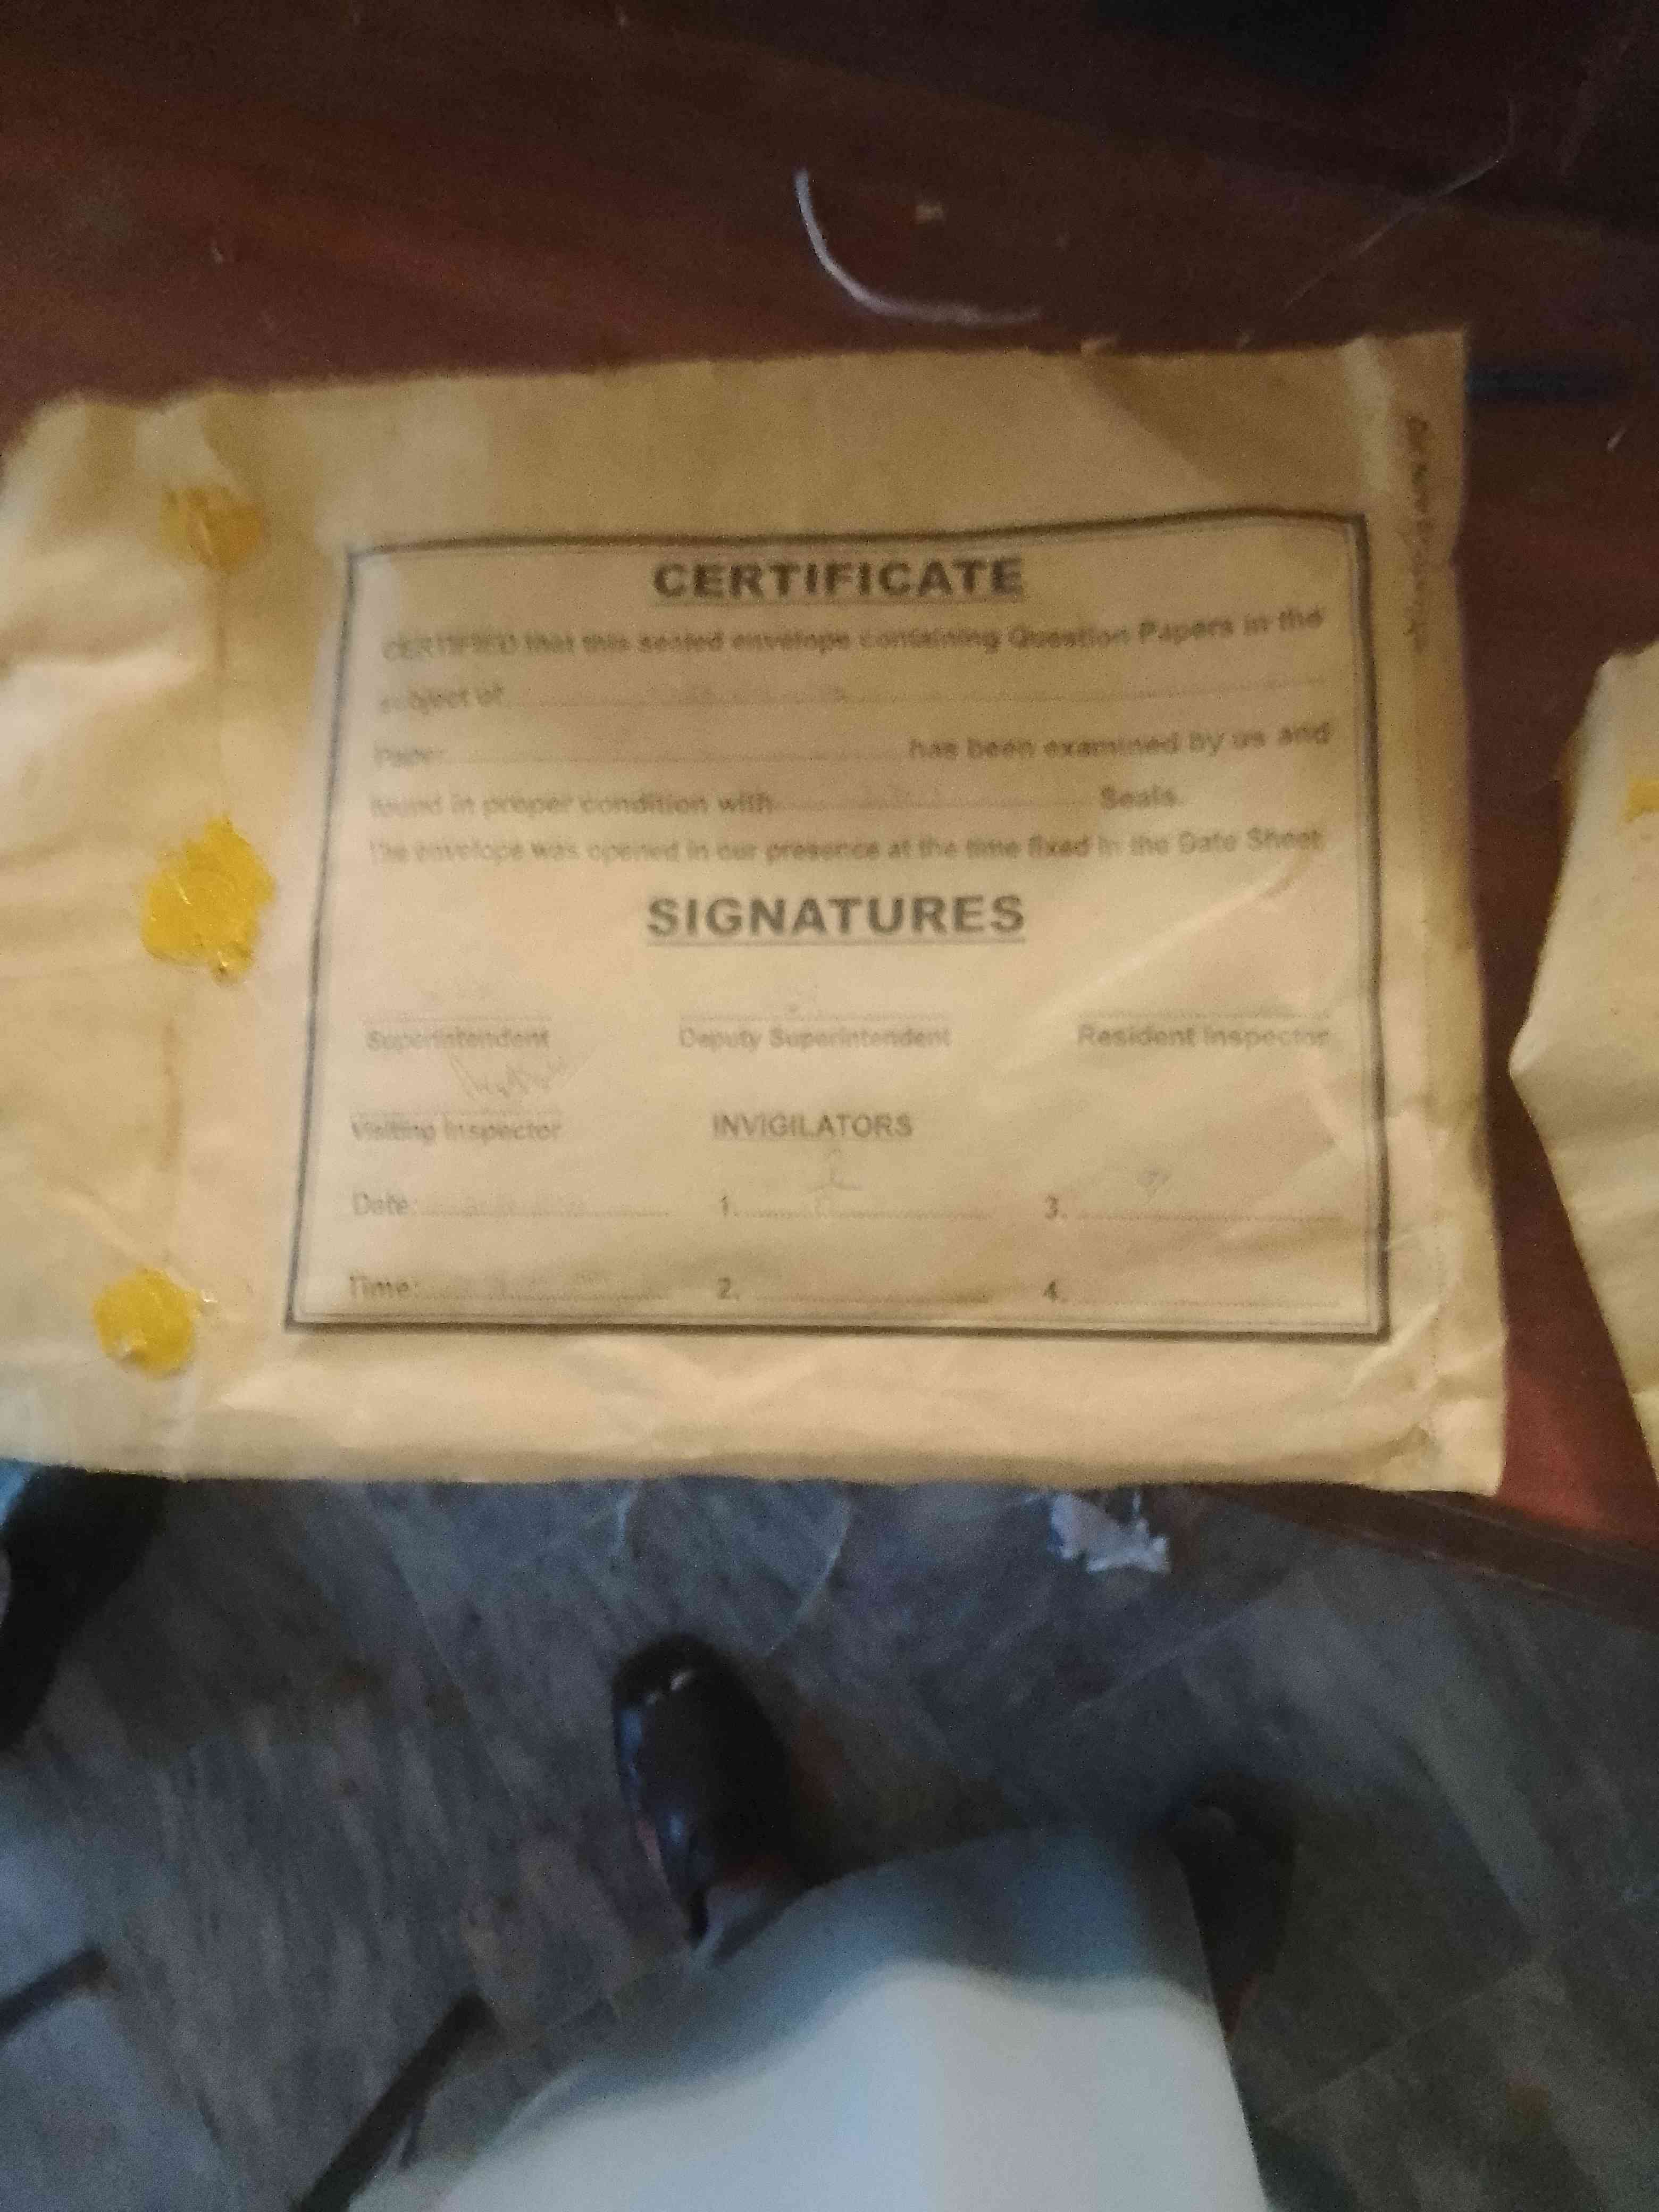 CERTIFICATE
CERTIFIED that this sealed envelope containing Question Papers in the
subject of
Paper has been examined by us and
found in proper condition with Seals.
The envelope was opened in our presence at the time fixed in the Date Sheet.
SIGNATURES
Superintendent Deputy Superintendent Resident Inspector
Visiting Inspector INVIGILATORS
Date: 1. 3.
Time: 2. 4.